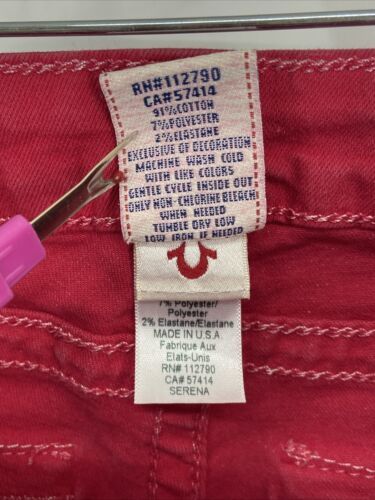 RN#112790
CA#57414
91% COTTON
7% POLYESTER
2% ELASTANE
EXCLUSIVE OF DECORATION
MACHINE WASH COLD
WITH LIKE COLORS
GENTLE CYCLE INSIDE OUT
ONLY NON-CHLORINE BLEACH
WHEN NEEDED
TUMBLE DRY LOW
LOW IRON IF NEEDED
7% Polyester/
Polyester
2% Elastane/Elastane
MADE IN U.S.A
Fabrique Aux
Etats-Unis
RN# 112790
CA# 57414
SERENA